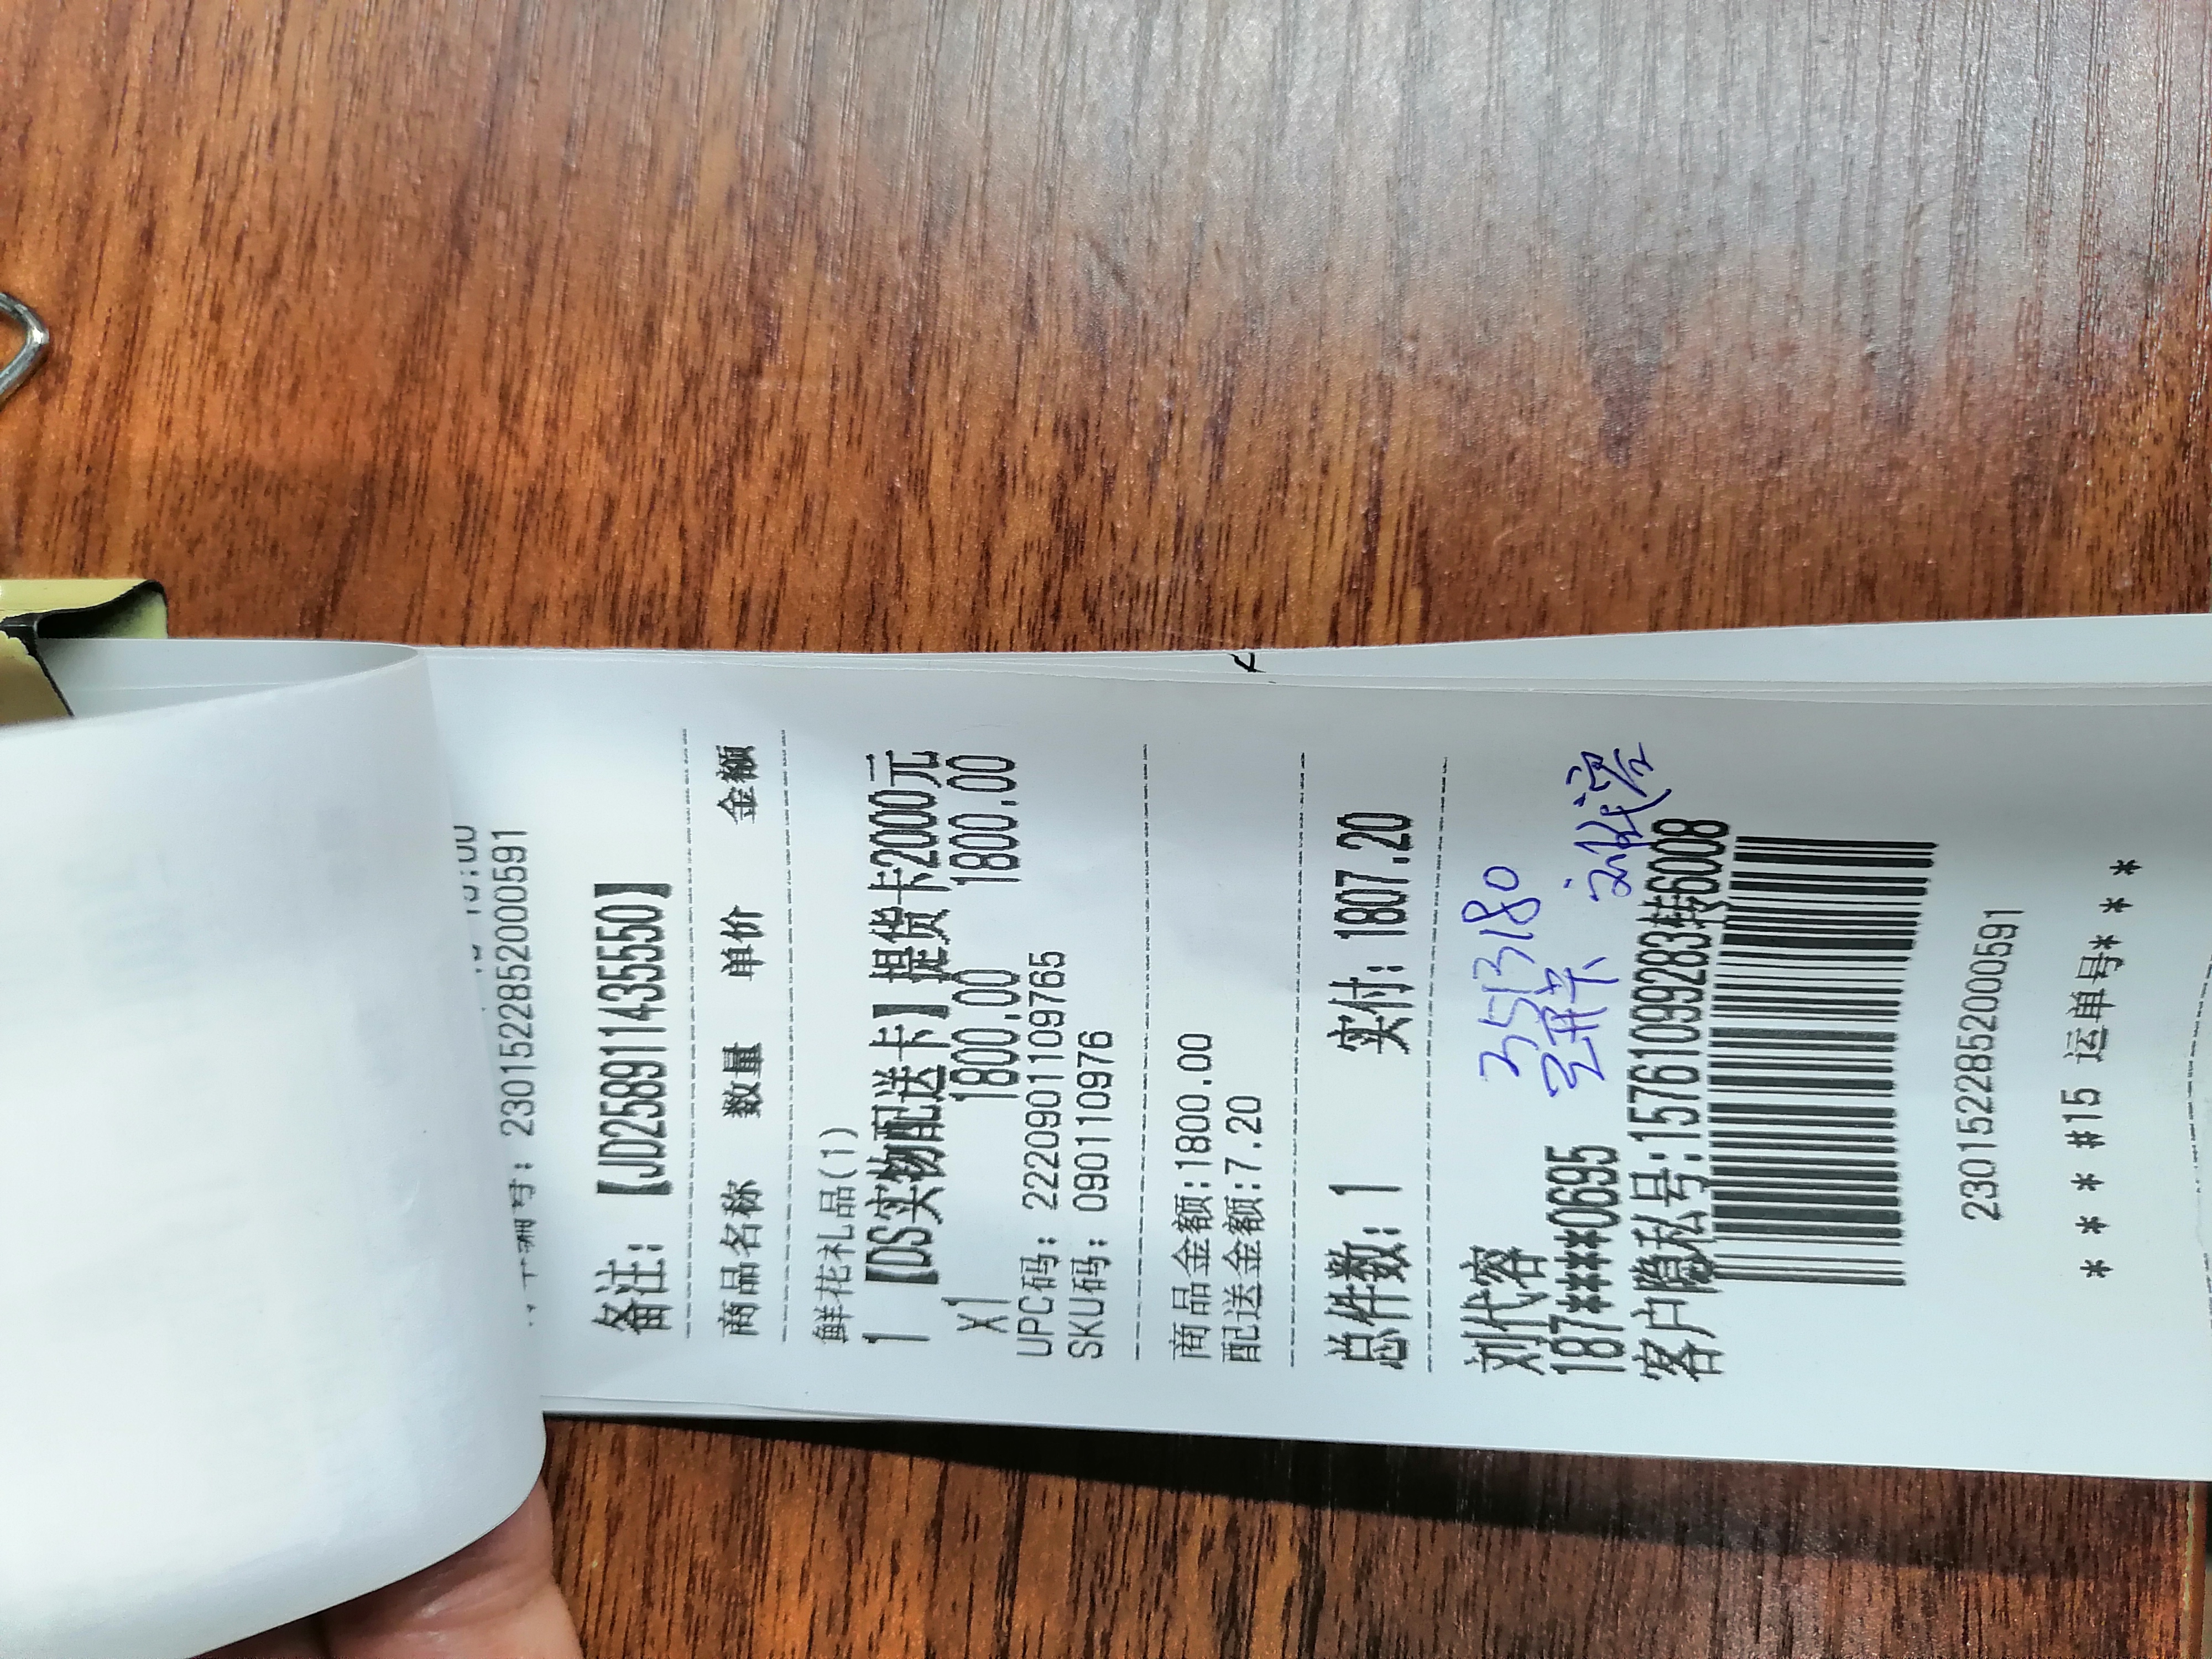 2301522852000591
备注：【JD258911435550】
商品名称 数量 单价 金额
鲜花礼品(1)
1【DS实物配送卡】提货卡2000元
X1 1800.00 1800.00
UPC码: 2220901109765
SKU码: 090110976
商品金额:1800.00
配送金额:7.20
总件数: 1 实付: 1807.20
刘代容
3513180
187****0695
刘代容
客户隐私号:15761099283转6008
2301522852000591
* * * #15 运单号* * *